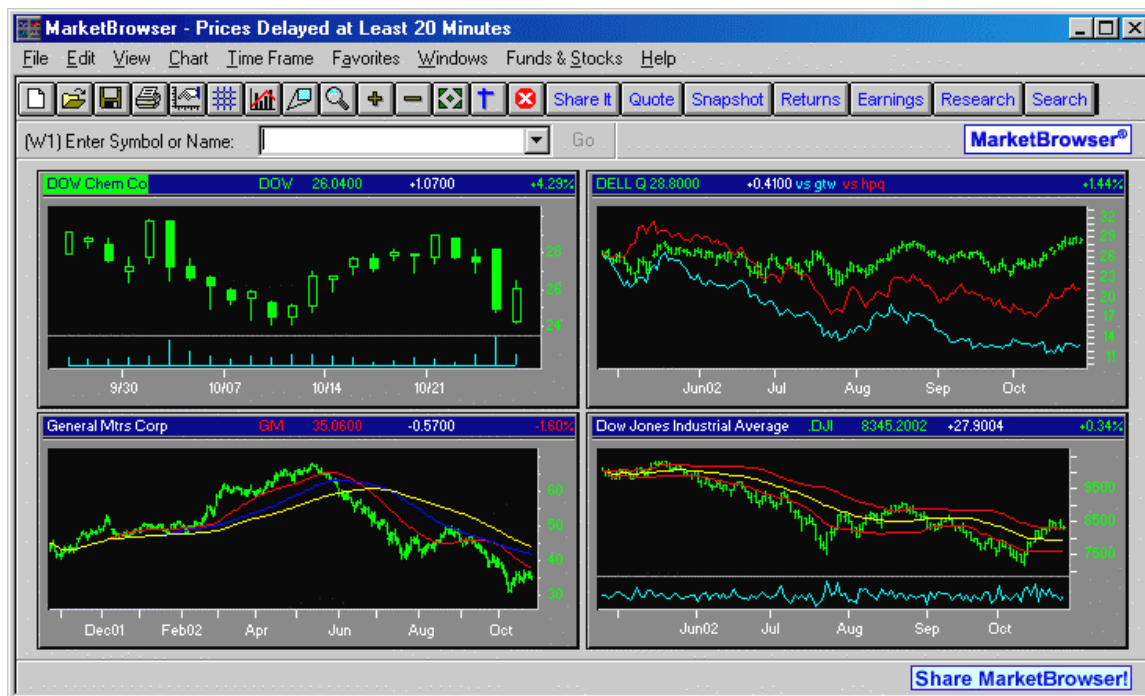 MarketBrowser - Prices Delayed at Least 20 Minutes
File Edit View Chart Time Frame Favorites Windows Funds & Stocks Help
Share It Quote Snapshot Returns Earnings Research Search
(W1) Enter Symbol or Name: Go MarketBrowser®
DOW Chem Co DOW 26.0400 +1.0700 +4.29%
26
24
9/30 10/07 10/14 10/21
DELL Q 28.8000 +0.4100 vs gtw vs hpq +1.44%
32
29
26
23
20
17
14
11
Jun02 Jul Aug Sep Oct
General Mtrs Corp GM 35.0600 -0.5700 -1.60%
60
50
40
30
Dec01 Feb02 Apr Jun Aug Oct
Dow Jones Industrial Average .DJI 8345.2002 +27.9004 +0.34%
9500
8500
7500
Jun02 Jul Aug Sep Oct
Share MarketBrowser!